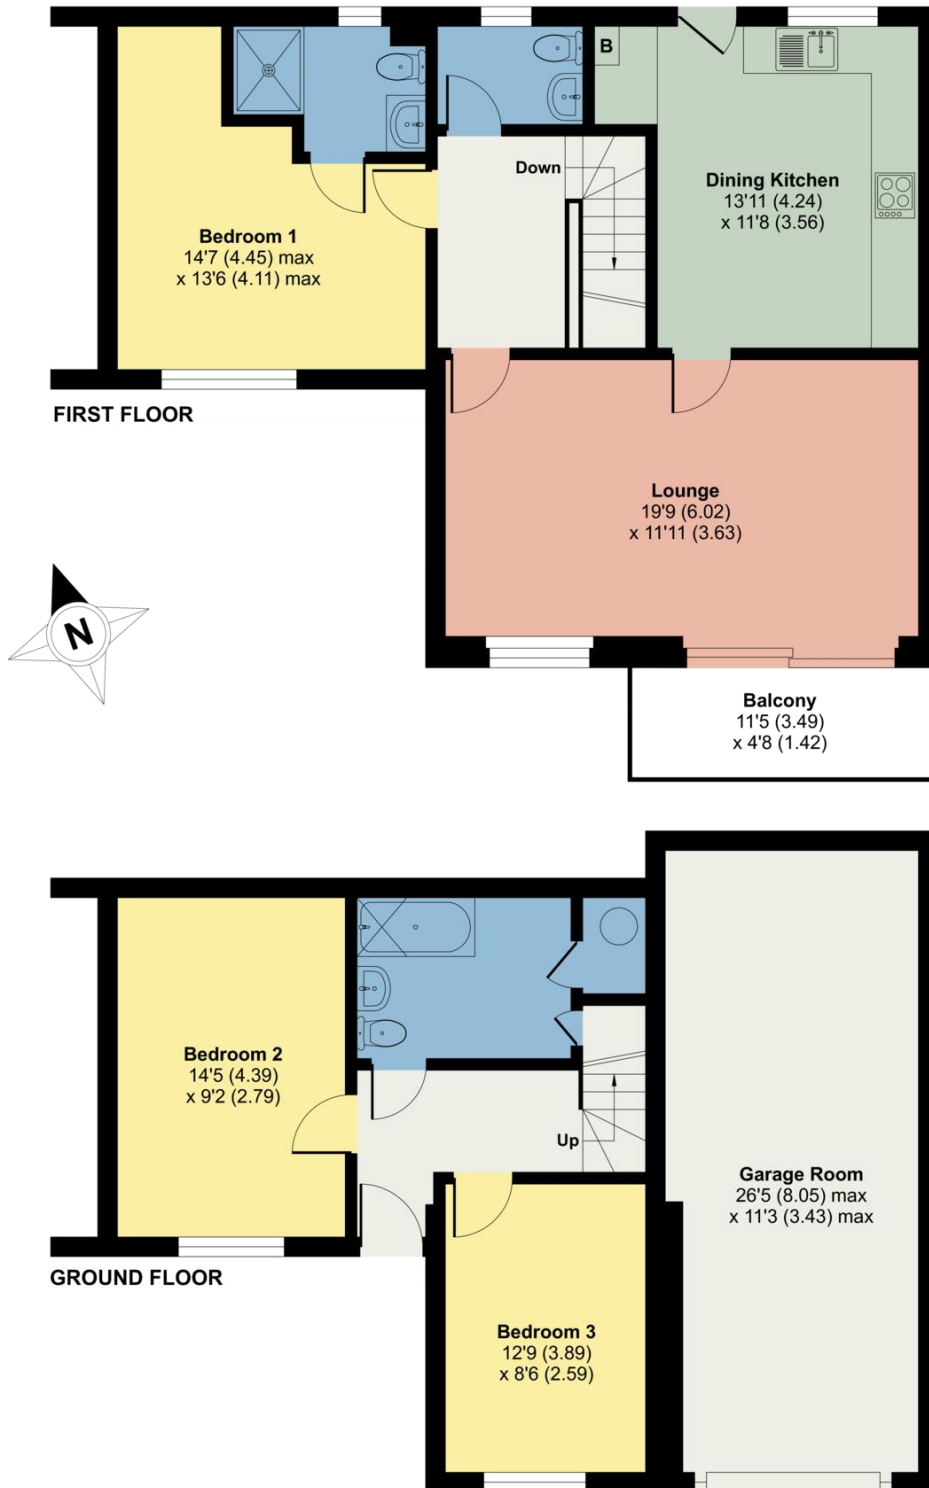 B
Down
Dining Kitchen
13'11 (4.24)
x 11'8 (3.56)
Bedroom 1
14'7 (4.45) max
x 13'6 (4.11) max
FIRST FLOOR
Lounge
19'9 (6.02)
x 11'11 (3.63)
N
Balcony
11'5 (3.49)
x 4'8 (1.42)
Bedroom 2
14'5 (4.39)
x 9'2 (2.79)
Up
Garage Room
26'5 (8.05) max
x 11'3 (3.43) max
GROUND FLOOR
Bedroom 3
12'9 (3.89)
x 8'6 (2.59)